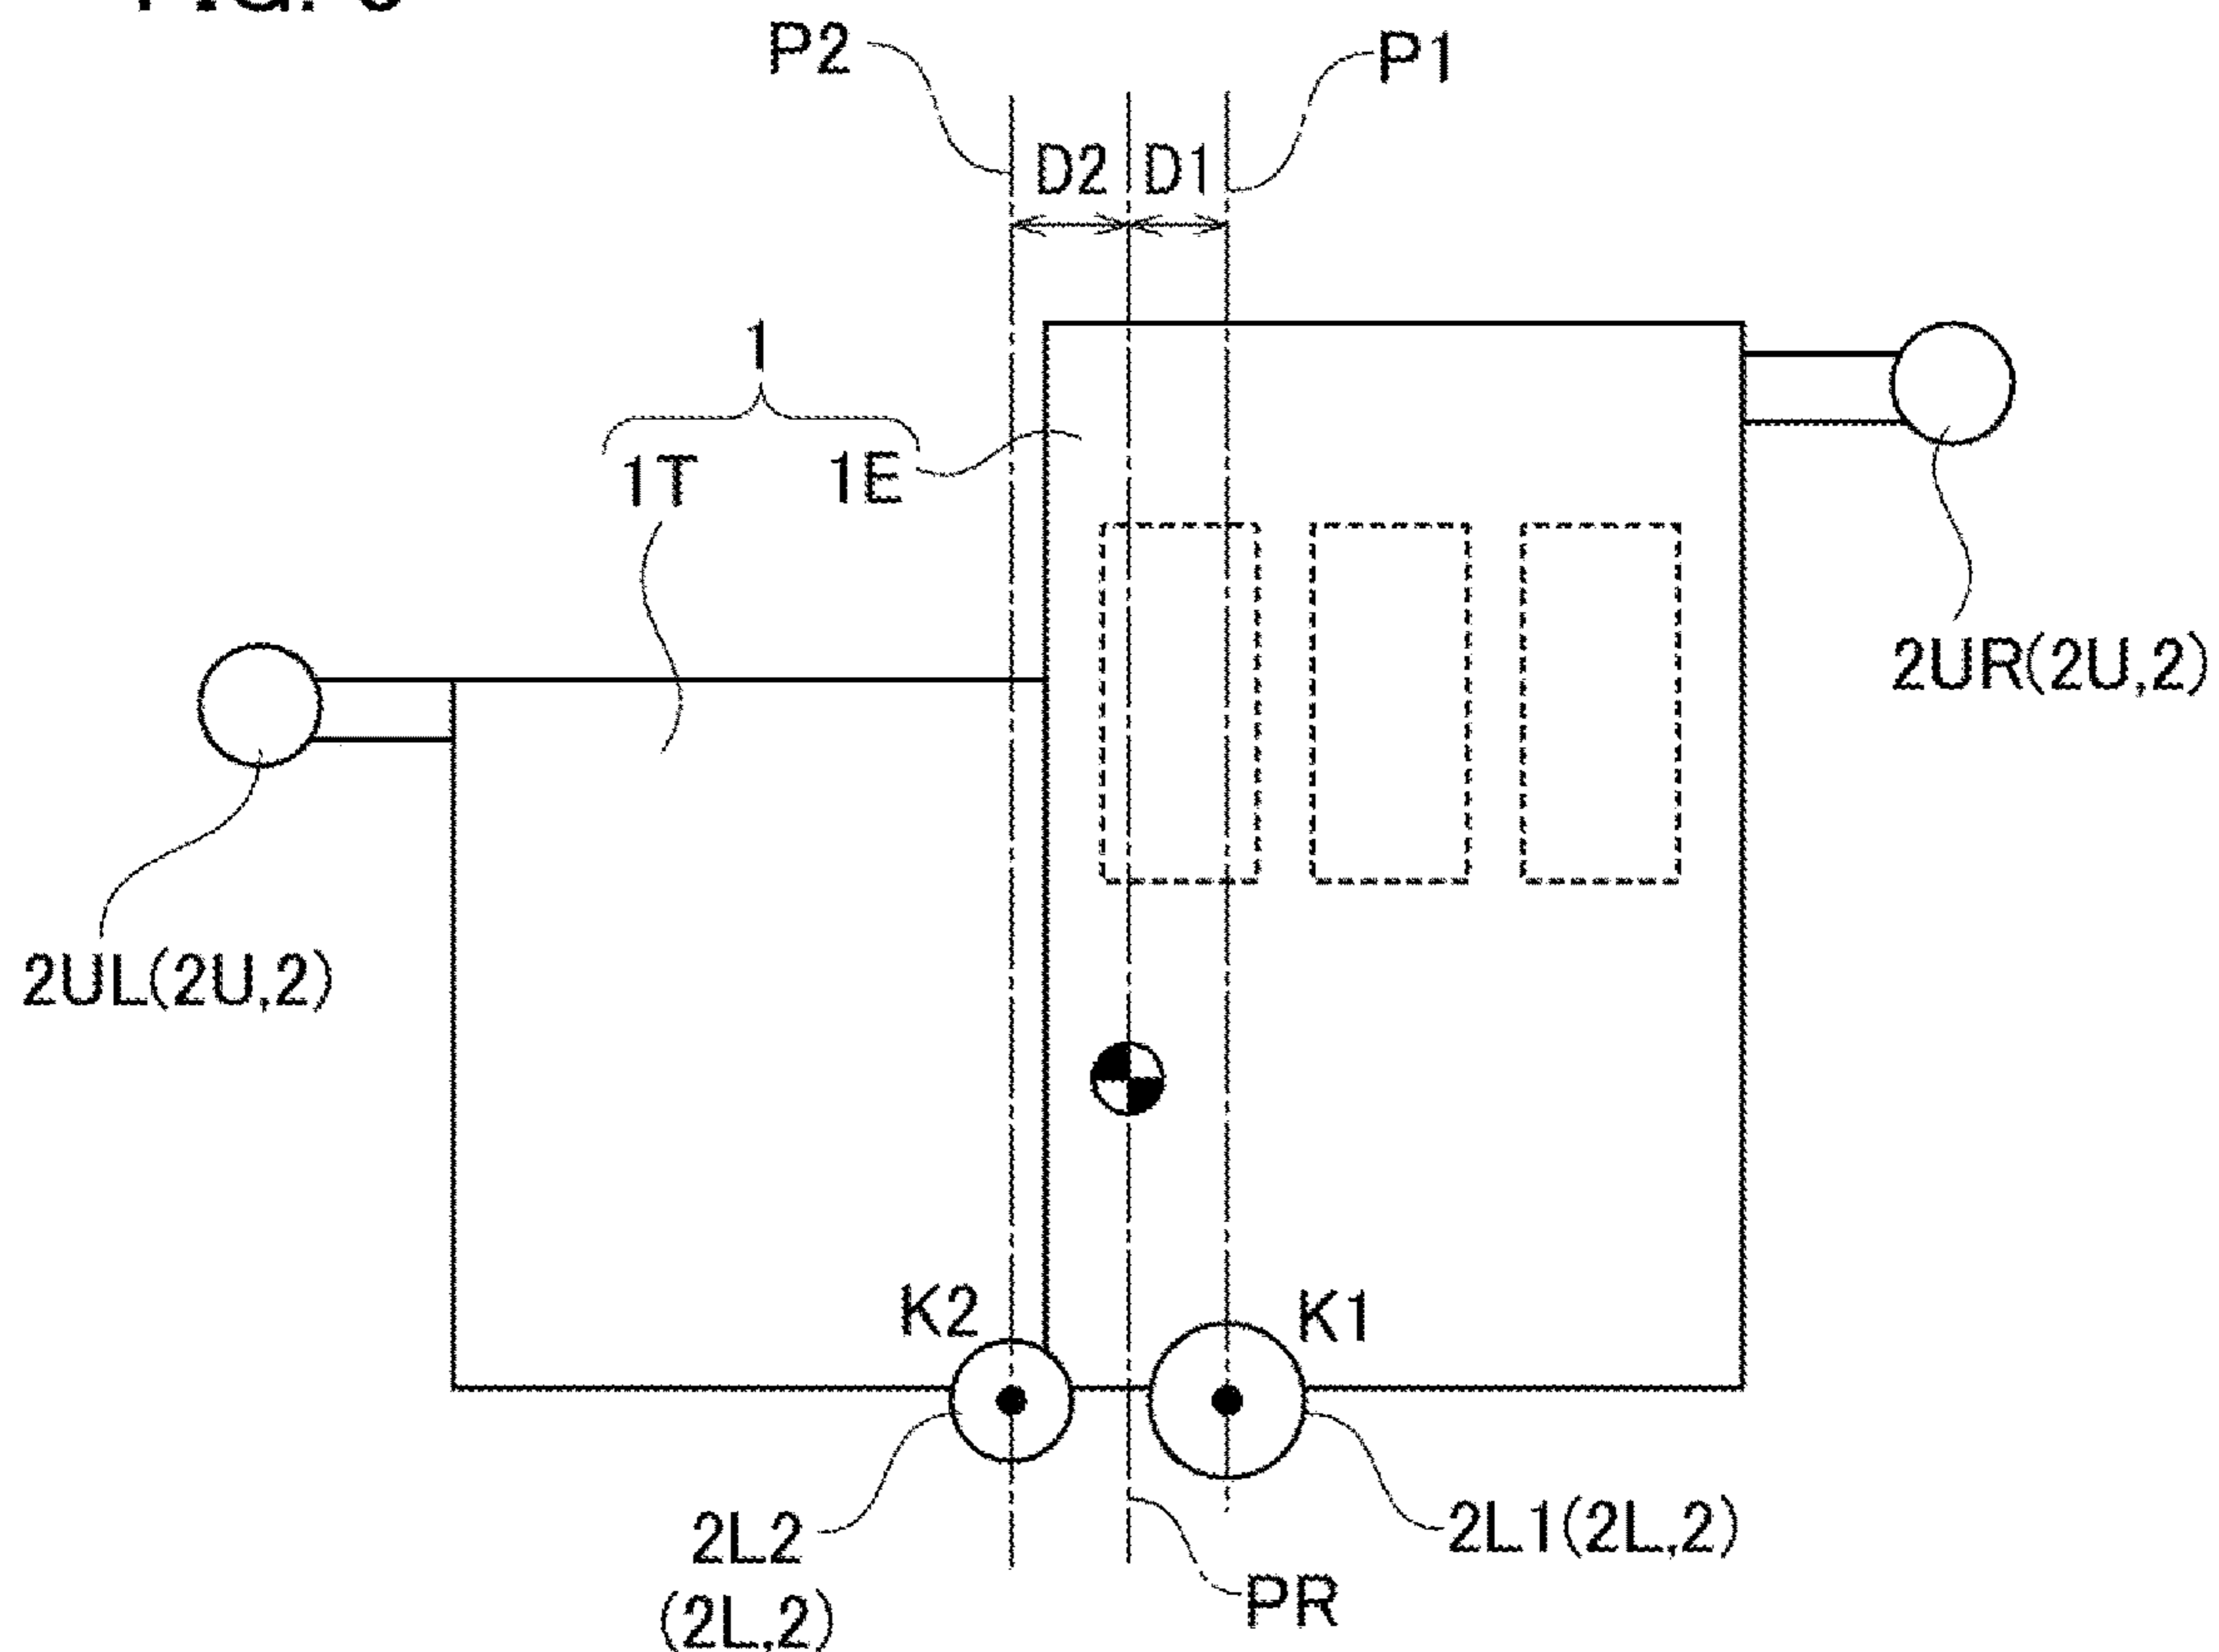 P2
P1
D2
D1
1
1T
1E
2UR(2U,2)
2UL(2U,2)
K2
K1
2L2
(2L,2)
2L1(2L,2)
PR